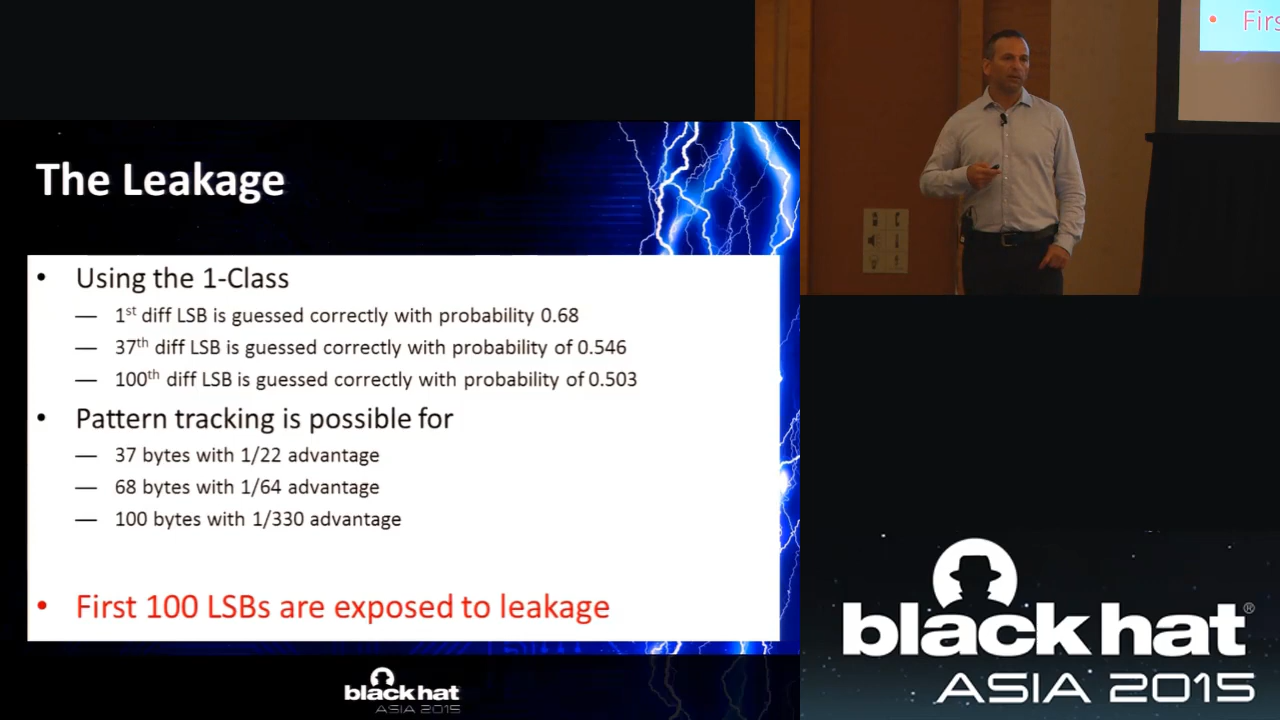 • Firs
The Leakage
• Using the 1-Class
— 1st diff LSB is guessed correctly with probability 0.68
— 37th diff LSB is guessed correctly with probability of 0.546
— 100th diff LSB is guessed correctly with probability of 0.503
• Pattern tracking is possible for
— 37 bytes with 1/22 advantage
— 68 bytes with 1/64 advantage
— 100 bytes with 1/330 advantage
• First 100 LSBs are exposed to leakage
black hat
ASIA 2015
black hat®
ASIA 2015